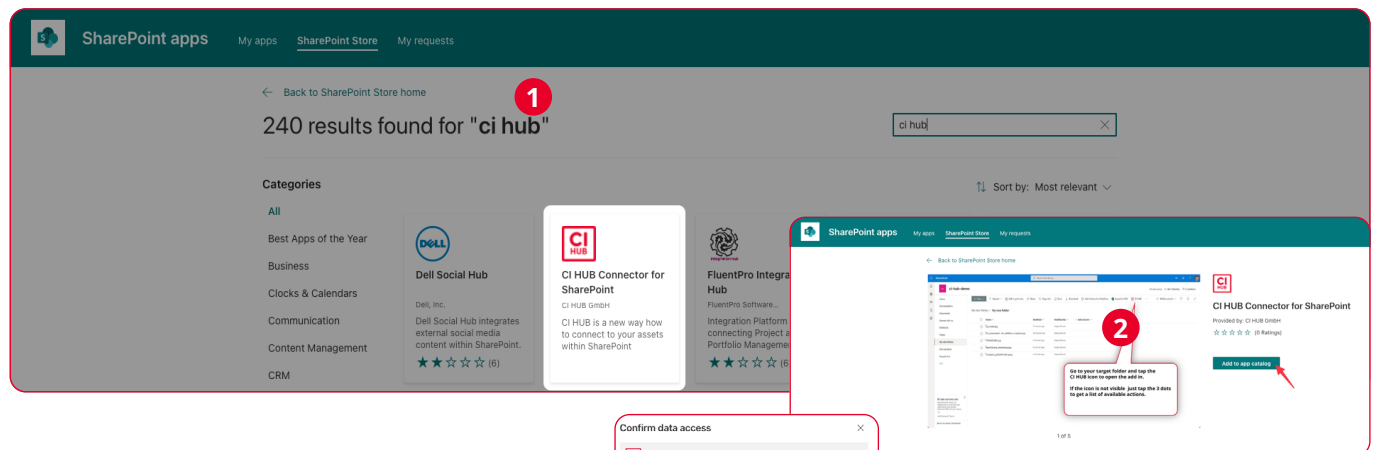 SharePoint apps
My apps
SharePoint Store
My requests
← Back to SharePoint Store home
1
240 results found for "ci hub"
ci hub
Categories
Sort by: Most relevant
All
Best Apps of the Year
Business
Clocks & Calendars
Communication
Content Management
CRM
DELL
Dell Social Hub
Dell, Inc.
Dell Social Hub integrates
external social media
content within SharePoint.
(6)
CI
HUB
CI HUB Connector for
SharePoint
CI HUB GmbH
CI HUB is a new way how
to connect to your assets
within SharePoint
FluentPro Integra
Hub
FluentPro Software...
Integration Platform
connecting Project a
Portfolio Managemen
(6
SharePoint apps
My apps
SharePoint Store
My requests
← Back to SharePoint Store home
2
Go to your target folder and tap the
CI HUB icon to open the add in.
If the icon is not visible just tap the 3 dots
to get a list of available actions.
1 of 5
CI
HUB
CI HUB Connector for SharePoint
Provided by: CI HUB GmbH
(0 Ratings)
Add to app catalog
Confirm data access